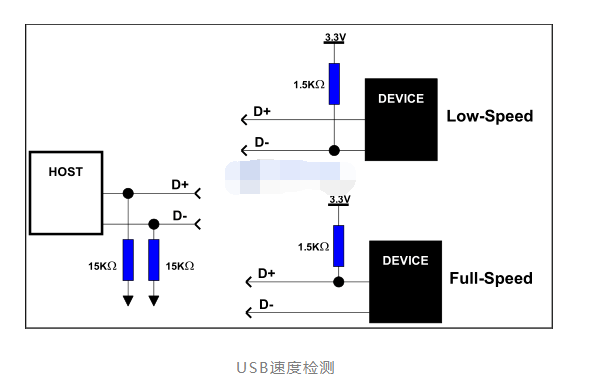 3.3V
1.5KΩ
DEVICE
D+
Low-Speed
D-
HOST
D+
D-
15KΩ
15KΩ
3.3V
1.5KΩ
DEVICE
D+
Full-Speed
D-
USB速度检测